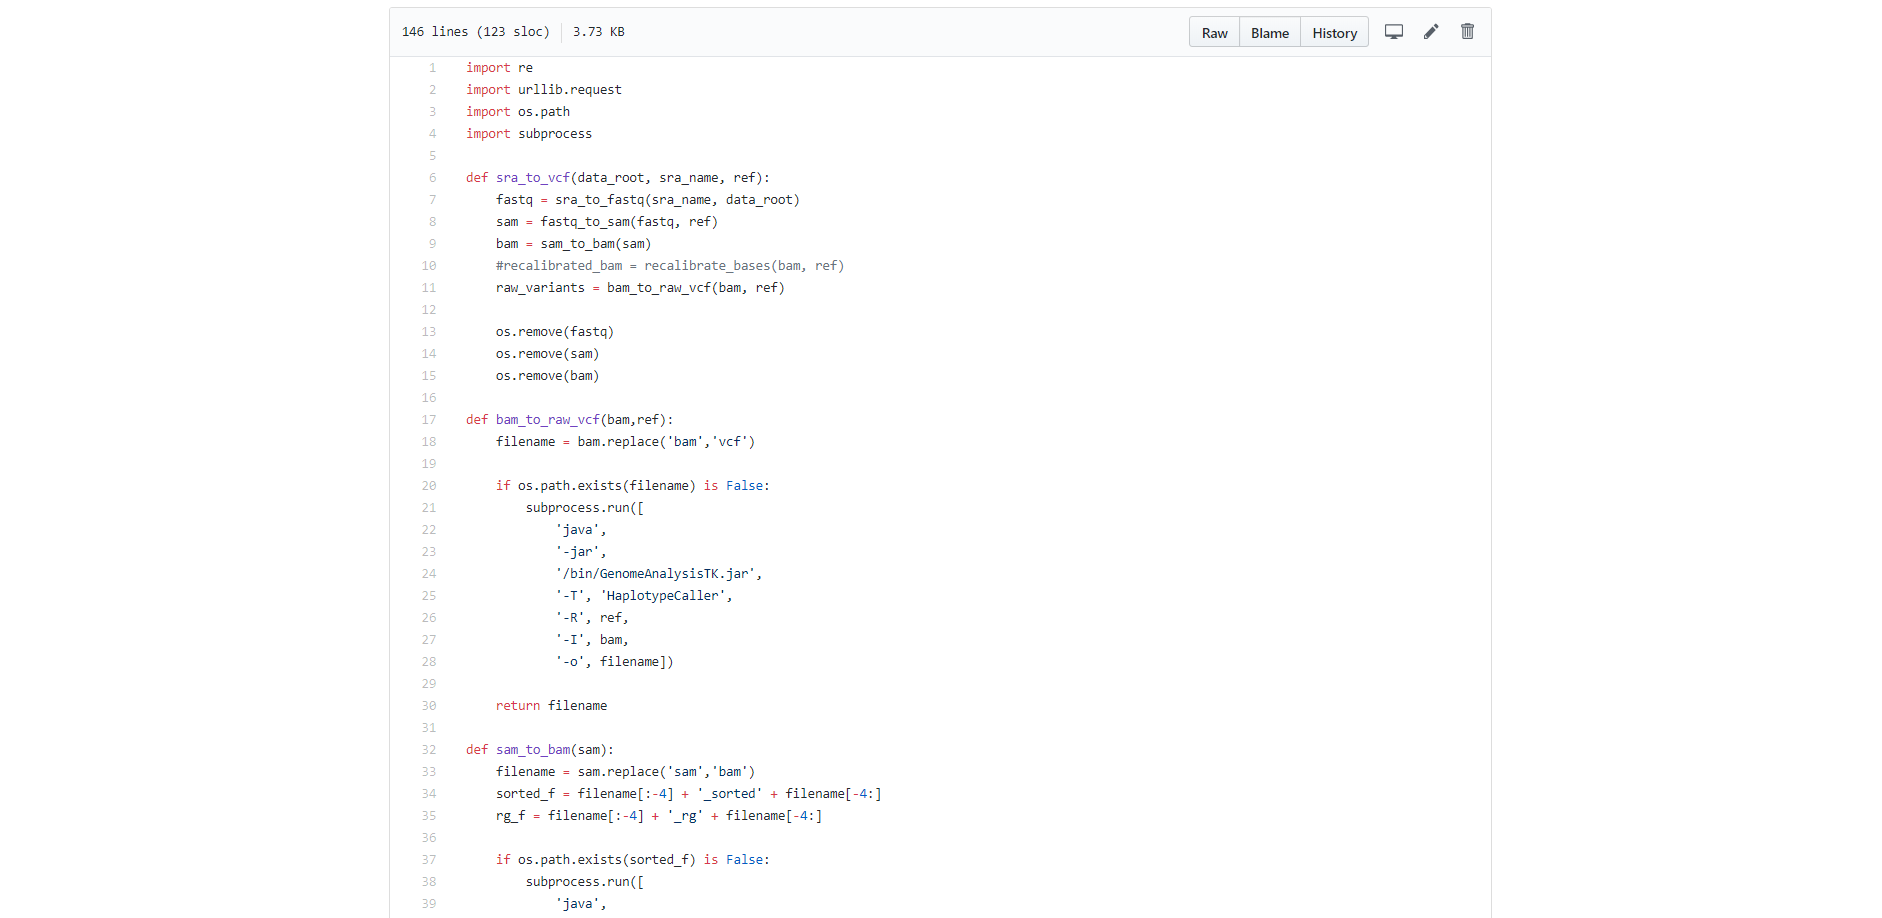 146 lines (123 sloc) 3.73 KB Raw Blame History
1 import re
2 import urllib.request
3 import os.path
4 import subprocess
5
6 def sra_to_vcf(data_root, sra_name, ref):
7     fastq = sra_to_fastq(sra_name, data_root)
8     sam = fastq_to_sam(fastq, ref)
9     bam = sam_to_bam(sam)
10     #recalibrated_bam = recalibrate_bases(bam, ref)
11     raw_variants = bam_to_raw_vcf(bam, ref)
12
13     os.remove(fastq)
14     os.remove(sam)
15     os.remove(bam)
16
17 def bam_to_raw_vcf(bam,ref):
18     filename = bam.replace('bam','vcf')
19
20     if os.path.exists(filename) is False:
21         subprocess.run([
22             'java',
23             '-jar',
24             '/bin/GenomeAnalysisTK.jar',
25             '-T', 'HaplotypeCaller',
26             '-R', ref,
27             '-I', bam,
28             '-o', filename])
29
30     return filename
31
32 def sam_to_bam(sam):
33     filename = sam.replace('sam','bam')
34     sorted_f = filename[:-4] + '_sorted' + filename[-4:]
35     rg_f = filename[:-4] + '_rg' + filename[-4:]
36
37     if os.path.exists(sorted_f) is False:
38         subprocess.run([
39             'java',